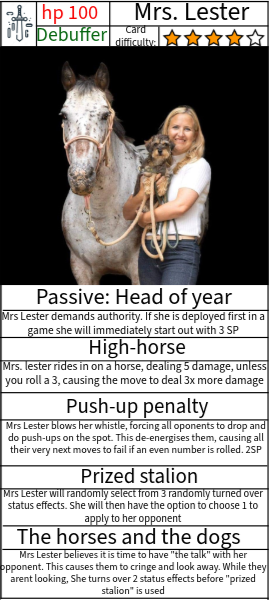 hp 100
Mrs. Lester
Debuffer
Card
difficulty:
Passive: Head of year
Mrs Lester demands authority. If she is deployed first in a
game she will immediately start out with 3 SP
High-horse
Mrs. lester rides in on a horse, dealing 5 damage, unless
you roll a 3, causing the move to deal 3x more damage
Push-up penalty
Mrs Lester blows her whistle, forcing all oponents to drop and
do push-ups on the spot. This de-energises them, causing all
their very next moves to fail if an even number is rolled. 2SP
Prized stalion
Mrs Lester will randomly select from 3 randomly turned over
status effects. She will then have the option to choose 1 to
apply to her opponent
The horses and the dogs
Mrs Lester believes it is time to have "the talk" with her
opponent. This causes them to cringe and look away. While they
arent looking, She turns over 2 status effects before "prized
stalion" is used